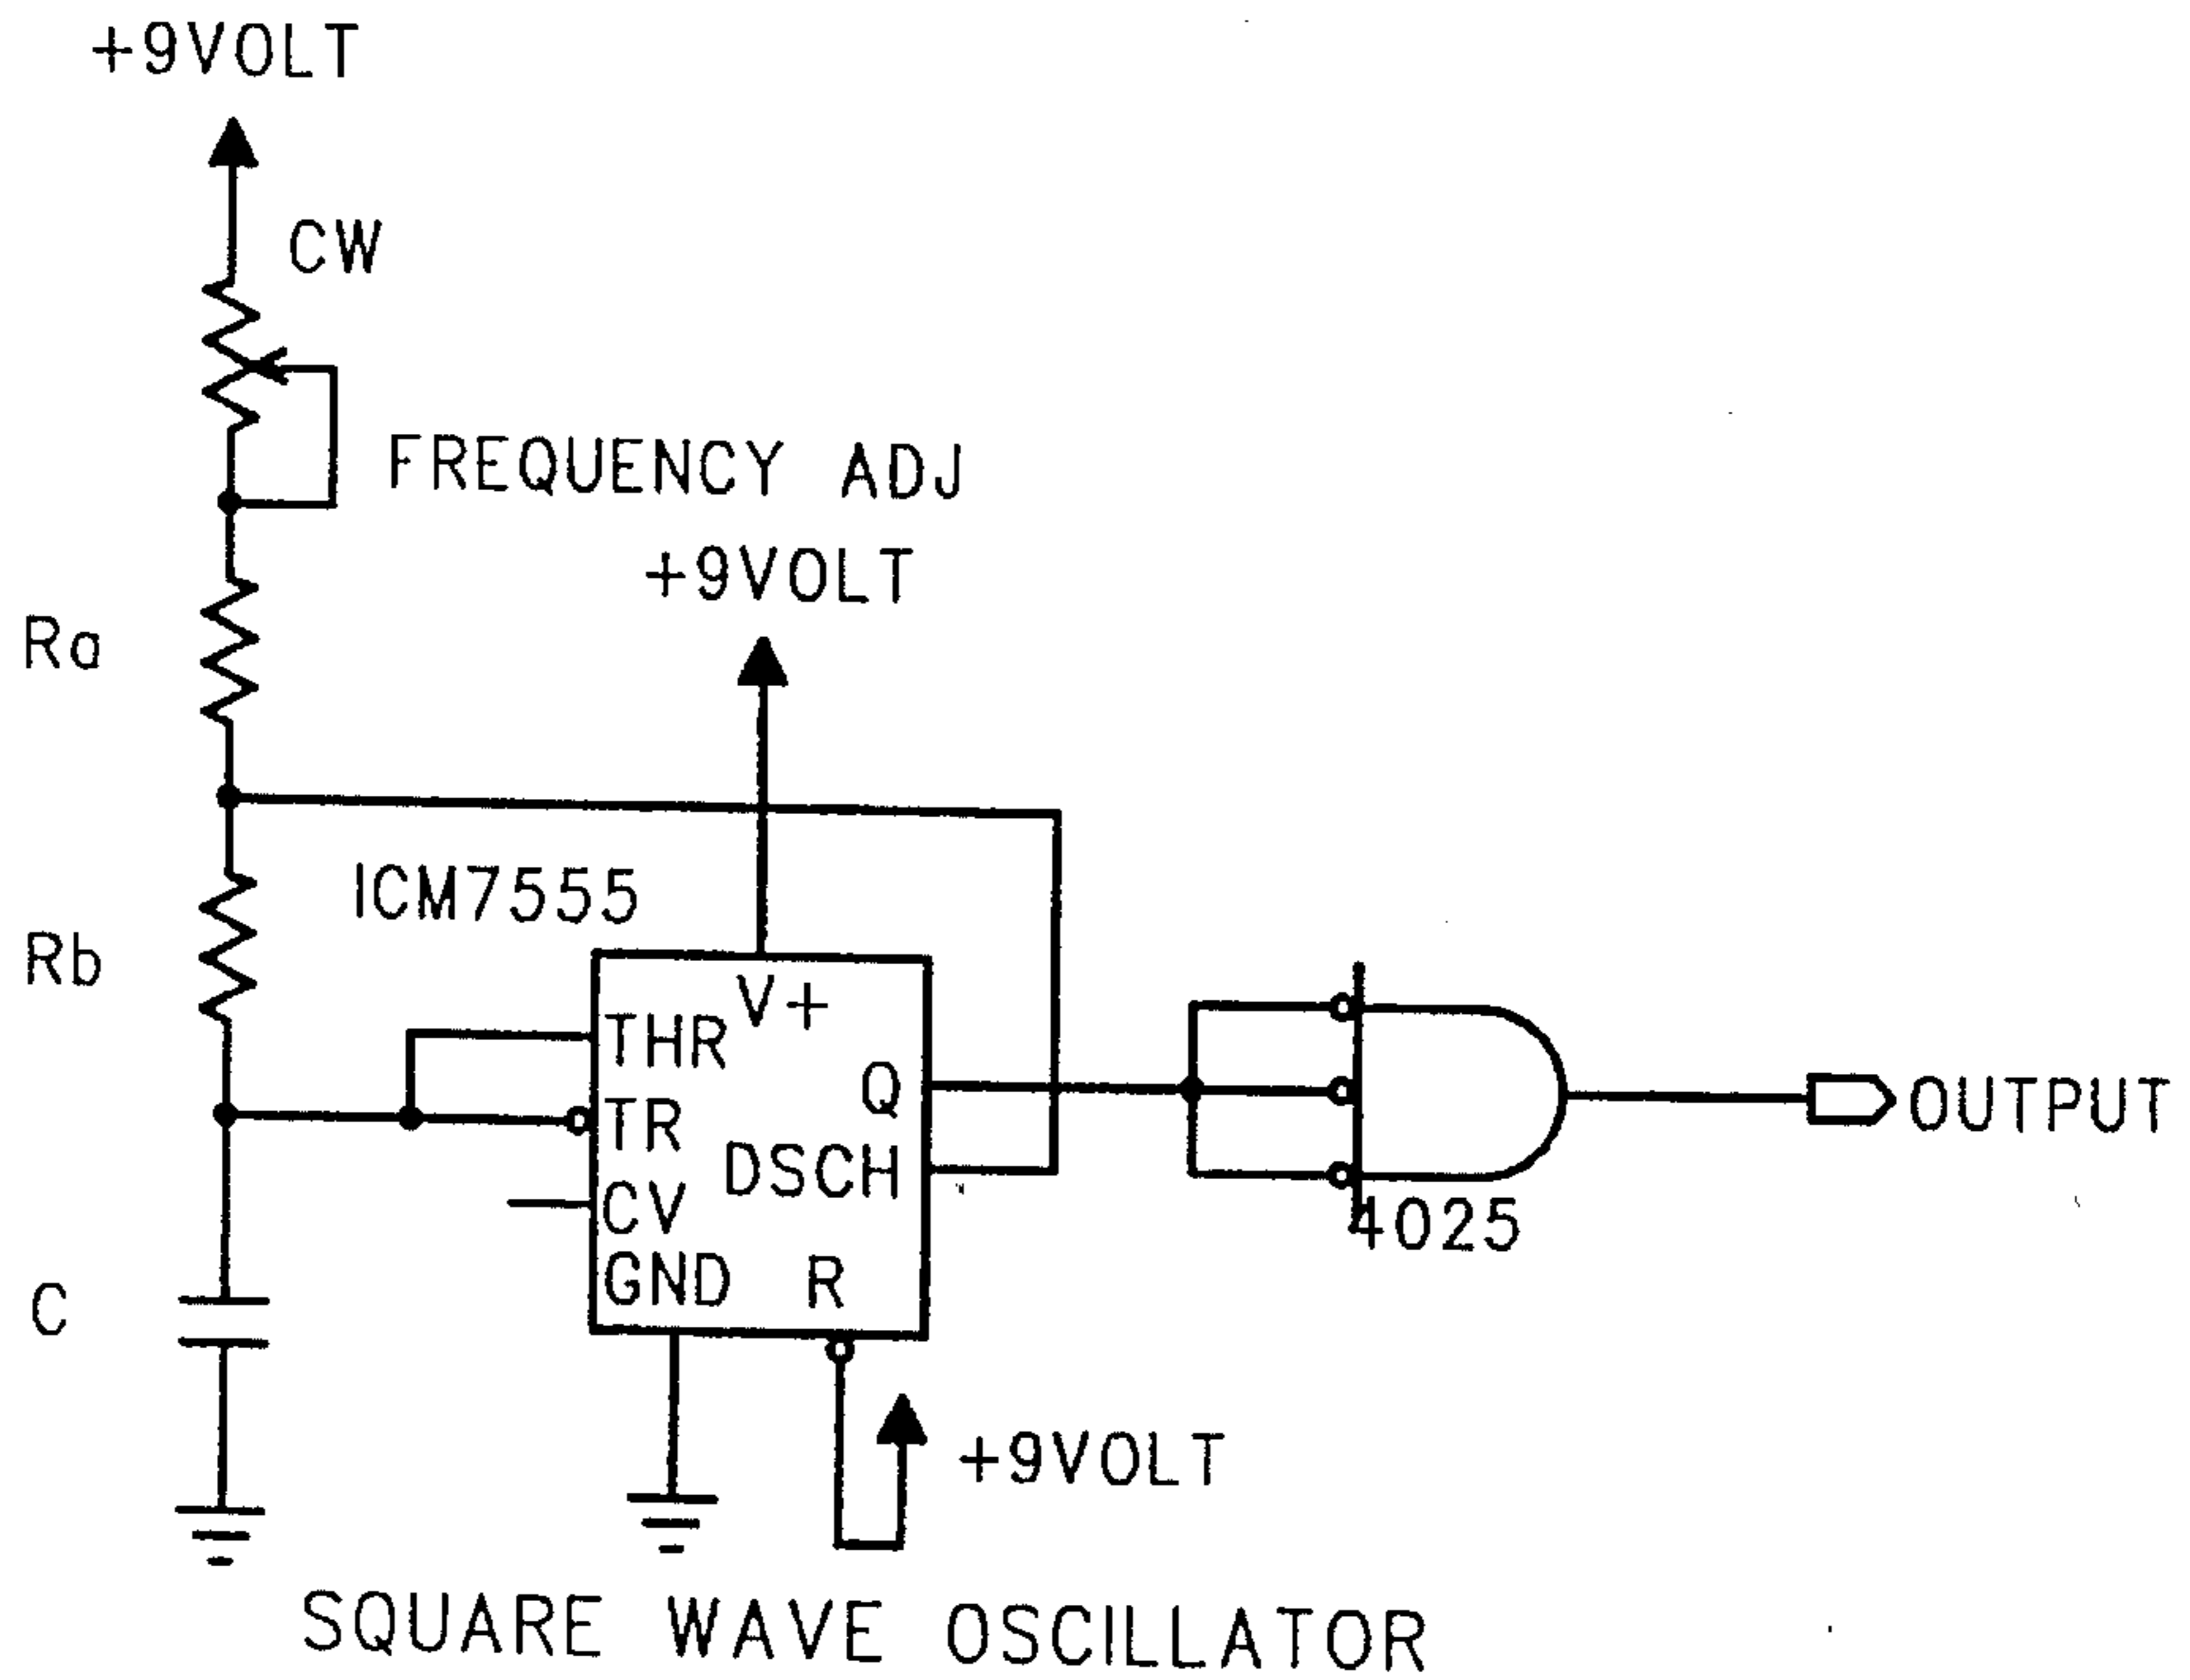 +9VOLT
CW
FREQUENCY ADJ
+9VOLT
Ra
ICM7555
Rb
V+
THR
Q
TR
DSCH
CV
GND
R
OUTPUT
4025
C
+9VOLT
SQUARE WAVE OSCILLATOR